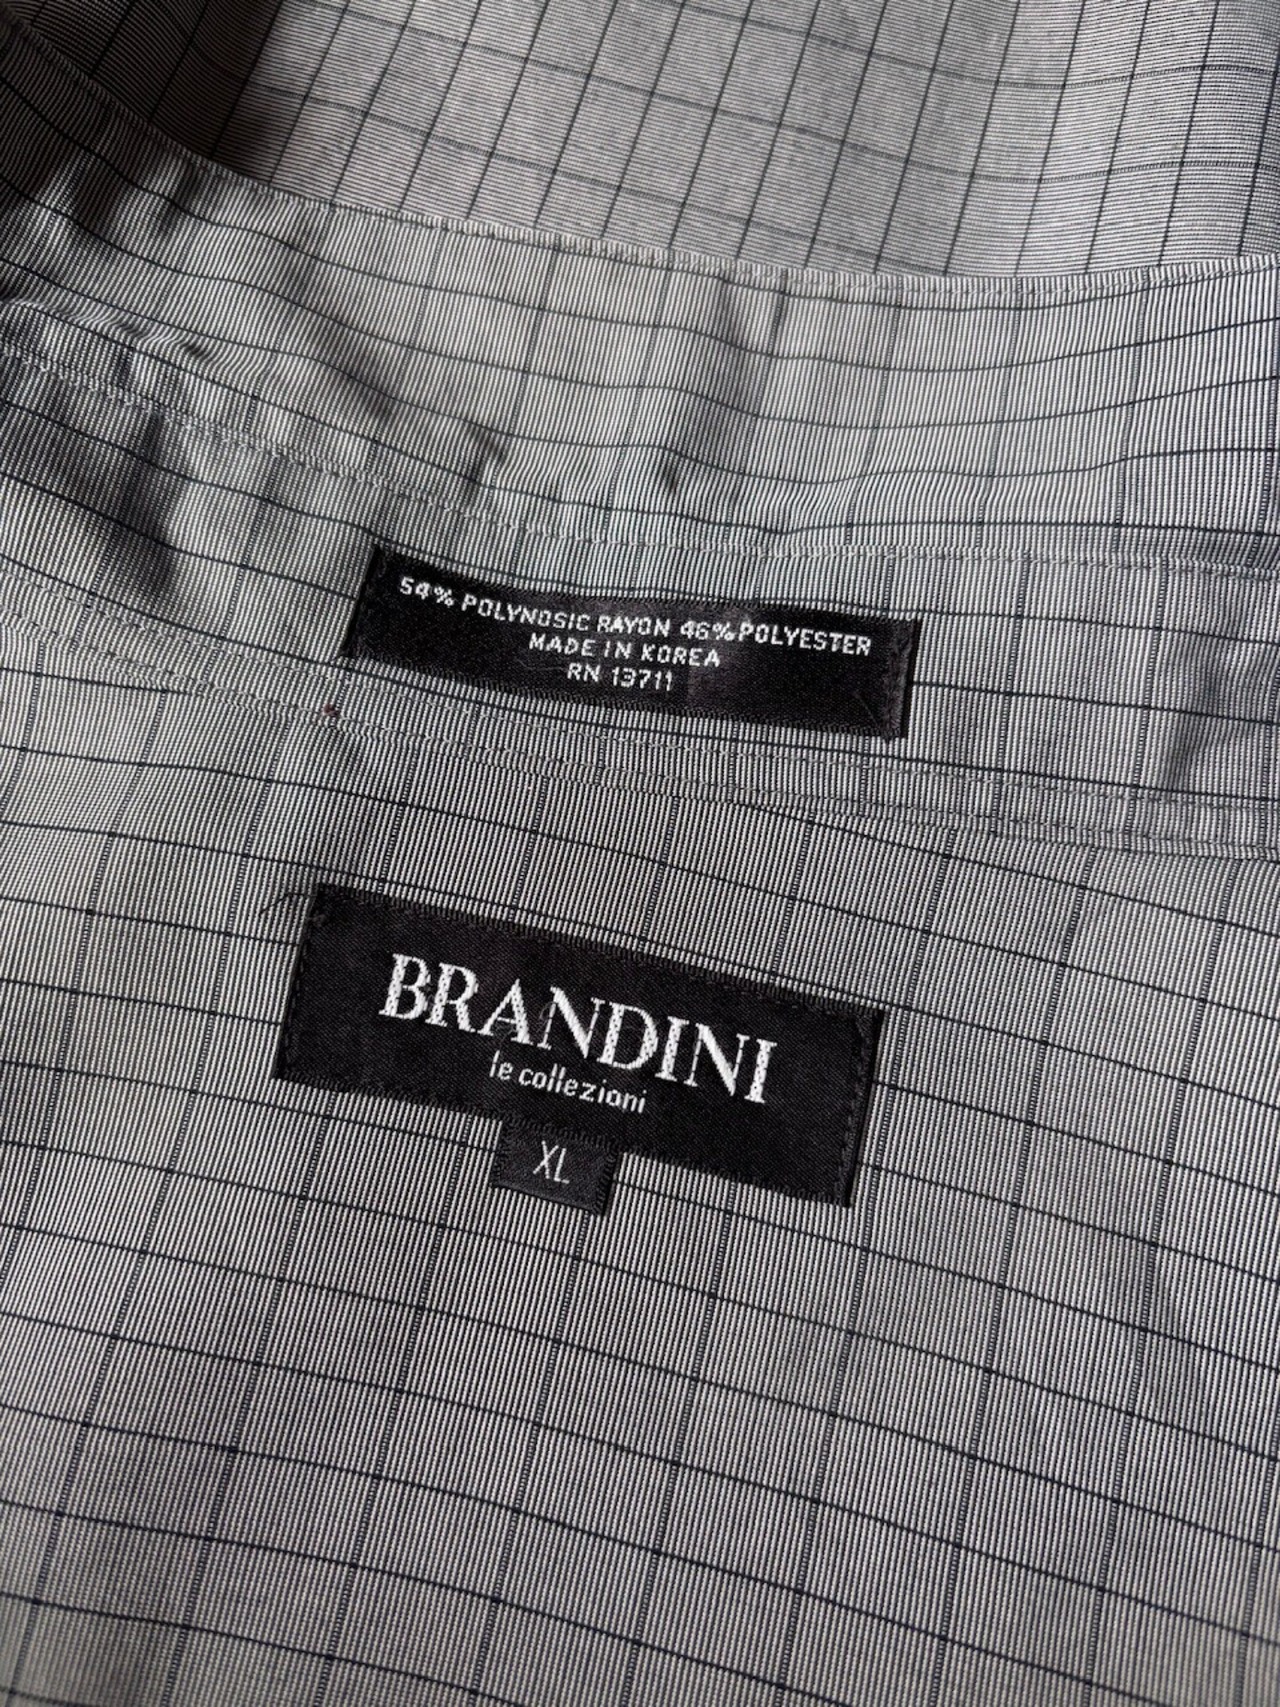 54% POLYNOSIC RAYON 46% POLYESTER
MADE IN KOREA
RN 13711
BRANDINI
le collezioni
XL